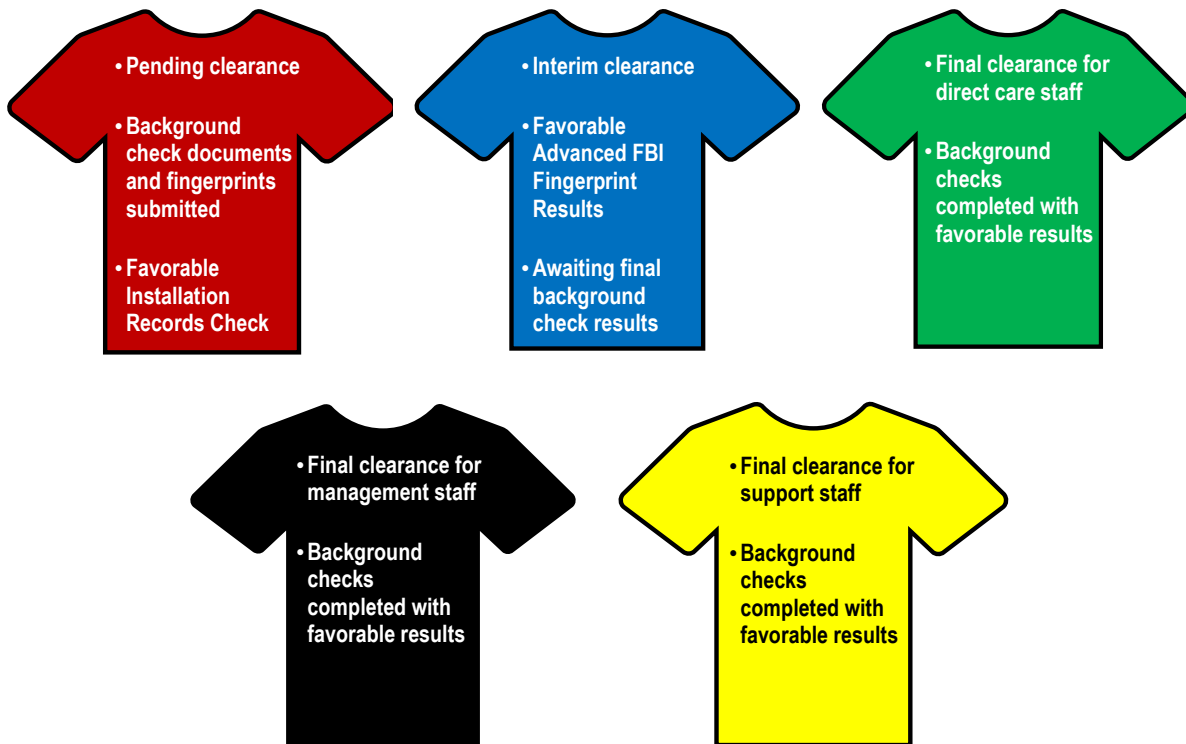 • Pending clearance
• Background
check documents
and fingerprints
submitted
• Favorable
Installation
Records Check
• Interim clearance
• Favorable
Advanced FBI
Fingerprint
Results
• Awaiting final
background
check results
• Final clearance for
direct care staff
• Background
checks
completed with
favorable results
• Final clearance for
management staff
• Background
checks
completed with
favorable results
• Final clearance for
support staff
• Background
checks
completed with
favorable results